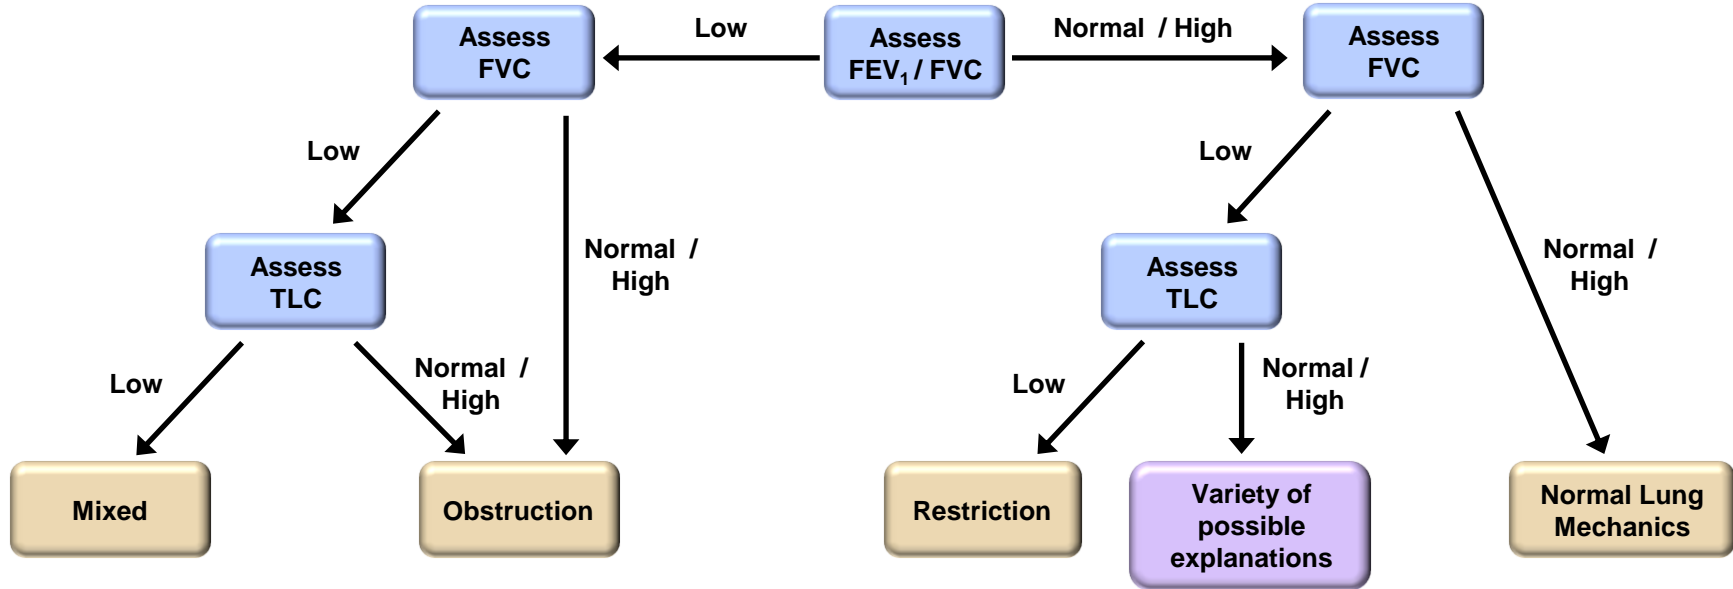 Assess
FVC
Low
Assess
FEV₁ / FVC
Normal / High
Assess
FVC
Low
Normal /
High
Low
Normal /
High
Assess
TLC
Assess
TLC
Low
Normal /
High
Low
Normal /
High
Mixed
Obstruction
Restriction
Variety of
possible
explanations
Normal Lung
Mechanics